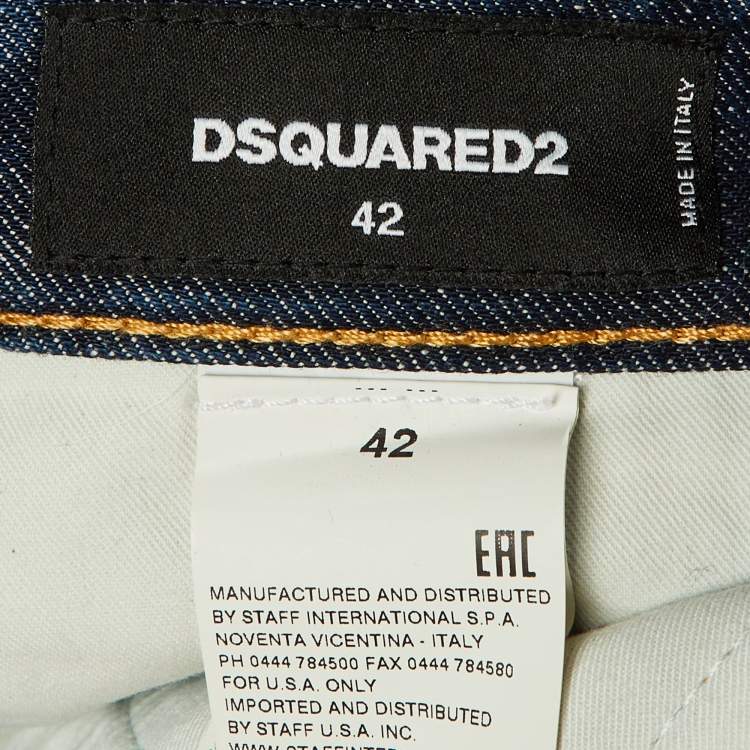 DSQUARED2
42
MADE IN ITALY
42
EAC
MANUFACTURED AND DISTRIBUTED
BY STAFF INTERNATIONAL S.P.A.
NOVENTA VICENTINA - ITALY
PH 0444 784500 FAX 0444 784580
FOR U.S.A. ONLY
IMPORTED AND DISTRIBUTED
BY STAFF U.S.A. INC.